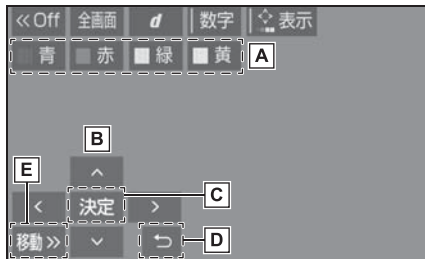 ≪Off 全画面 d 数字 表示
青 赤 緑 黄 A
B
E
^
< 決定 > C
移動≫ ∨ D